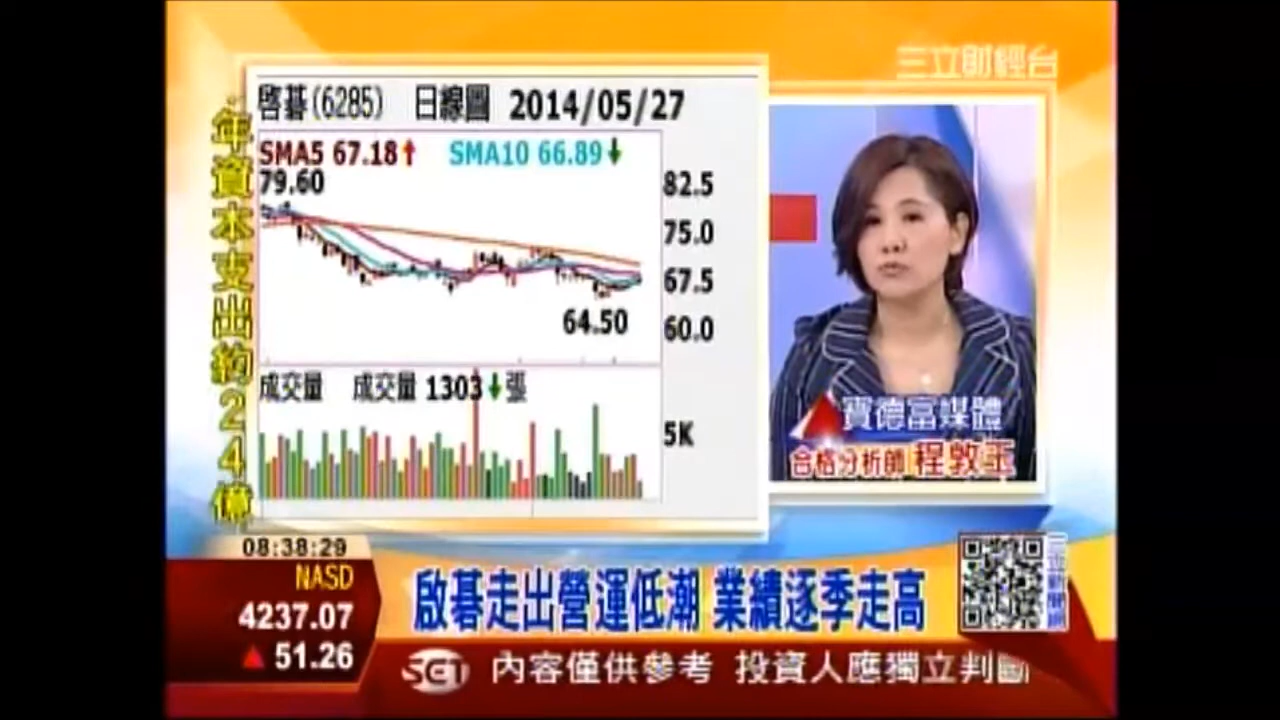 三立財經台
年資本支出約24億
啓碁(6285) 日線圖 2014/05/27
SMA5 67.18↑ SMA10 66.89↓
79.60
82.5
75.0
67.5
60.0
64.50
成交量 成交量 1303↓張
5K
寶德富媒體
合格分析師 程敦玉
08:38:29
NASD
4237.07
▲ 51.26
啟碁走出營運低潮 業績逐季走高
SET 內容僅供參考 投資人應獨立判斷